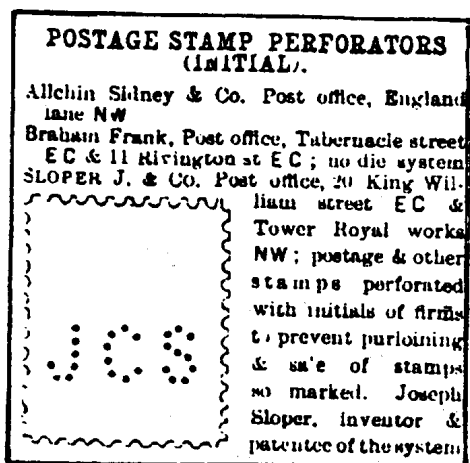 POSTAGE STAMP PERFORATORS
(INITIAL).
Allchin Sidney & Co. Post office, England
lane NW
Braham Frank, Post office, Tabernacle street
EC & 11 Rivington st EC; no die system
SLOPER J. & Co. Post office, 20 King Wil-
liam street EC &
Tower Royal works
NW; postage & other
stamps perforated
with initials of firms
to prevent purloining
& sale of stamps
so marked. Joseph
Sloper, inventor &
patentee of the system
JCS